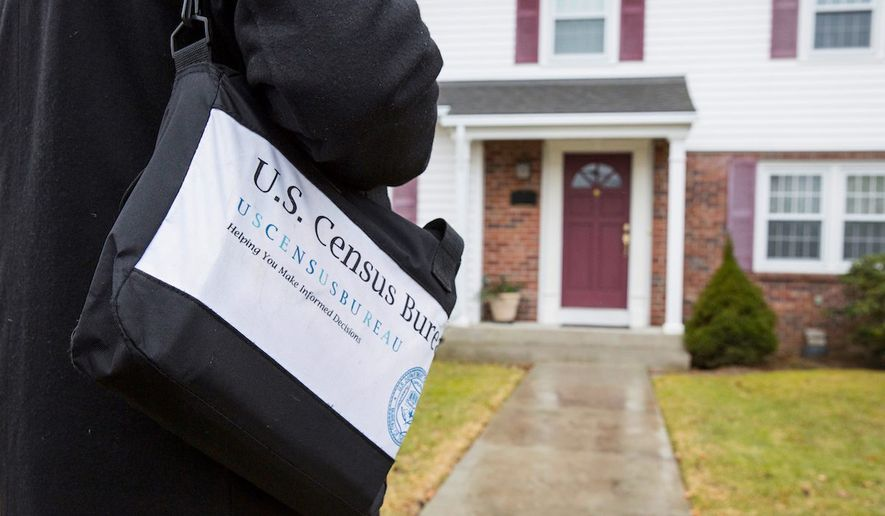 U.S. Census Bure
USCENSUSBUREAU
Helping You Make Informed Decisions